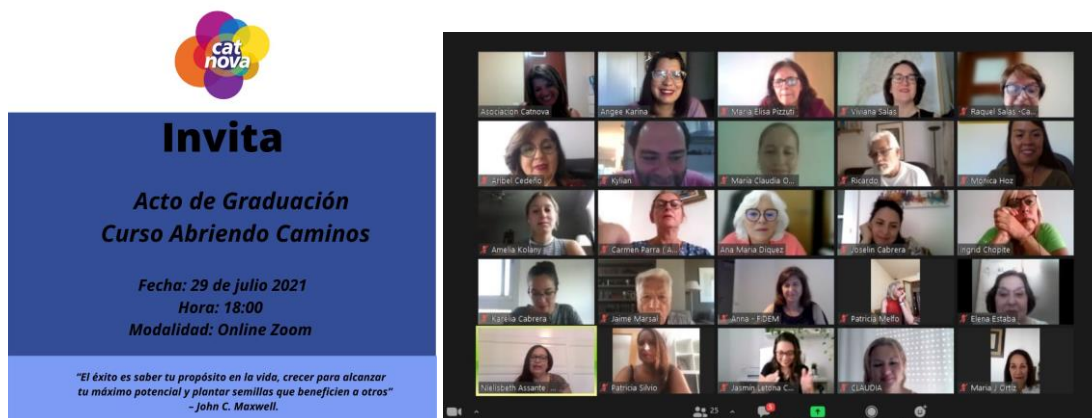 cat
nova
Invita
Acto de Graduación
Curso Abriendo Caminos
Fecha: 29 de julio 2021
Hora: 18:00
Modalidad: Online Zoom
"El éxito es saber tu propósito en la vida, crecer para alcanzar
tu máximo potencial y plantar semillas que beneficien a otros"
– John C. Maxwell.
Asociacion Catnova
Angee Karina
Maria Elisa Pizzuti
Viviana Salas
Raquel Salas -Ca...
Aribel Cedeño
Kylian
Maria Claudia O...
Ricardo
Mónica Hoz
Amelia Kolany
Carmen Parra ( A...
Ana Maria Diquez
Joselin Cabrera
Ingrid Chopite
Karelia Cabrera
Jaime Marsal
Anna - FIDEM
Patricia Melfo
Elena Estaba
Nielisbeth Assante ...
Patricia Silvio
Jasmin Letona C...
CLAUDIA
Maria J Ortiz
25